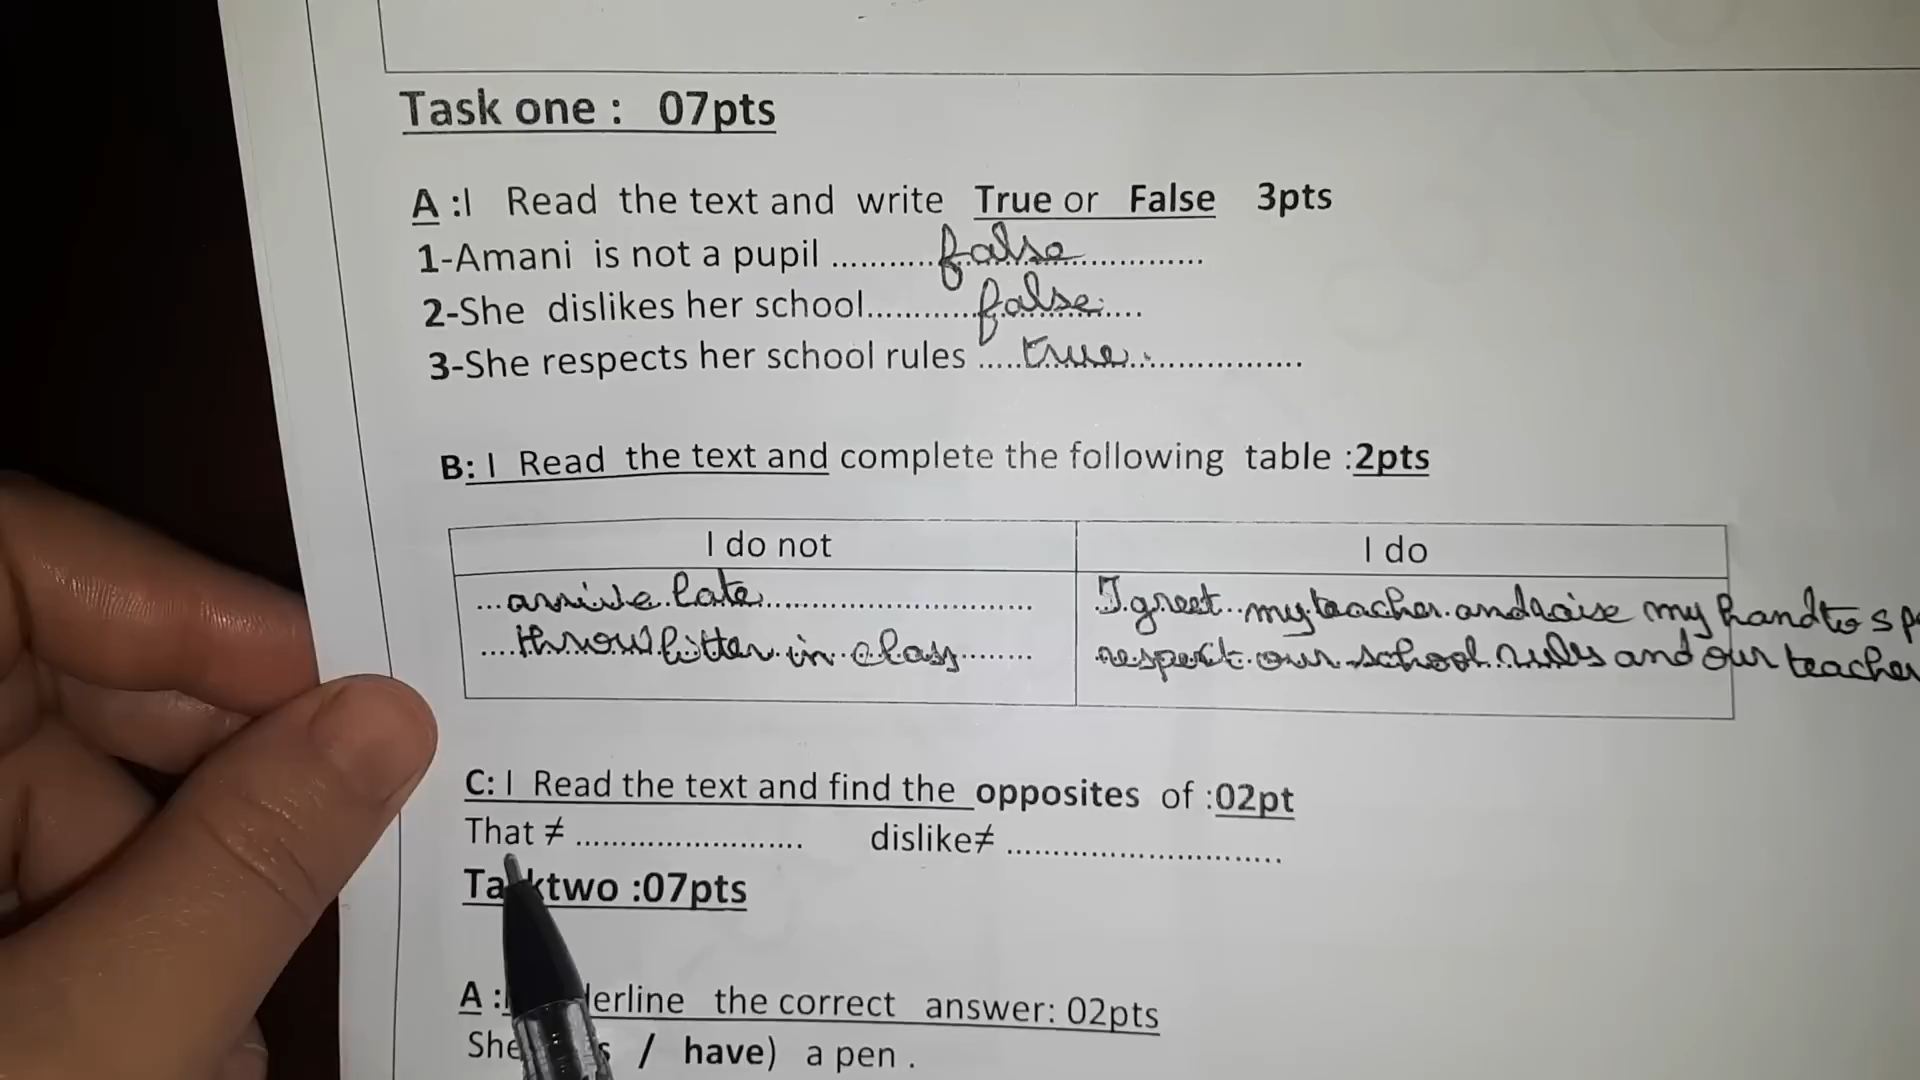 Task one : 07pts
A :I Read the text and write True or False 3pts
1-Amani is not a pupil ...........false..............................
2-She dislikes her school............false......
3-She respects her school rules .....true.....................
B: I Read the text and complete the following table :2pts
I do not
I do
...arrive late..............................
....throw litter in class........
I greet my teacher and raise my hand to
respect our school rules and our teacher
C: I Read the text and find the opposites of :02pt
That ≠ ......................... dislike≠ ..............................
two :07pts
A : the correct answer: 02pts
She / have) a pen .